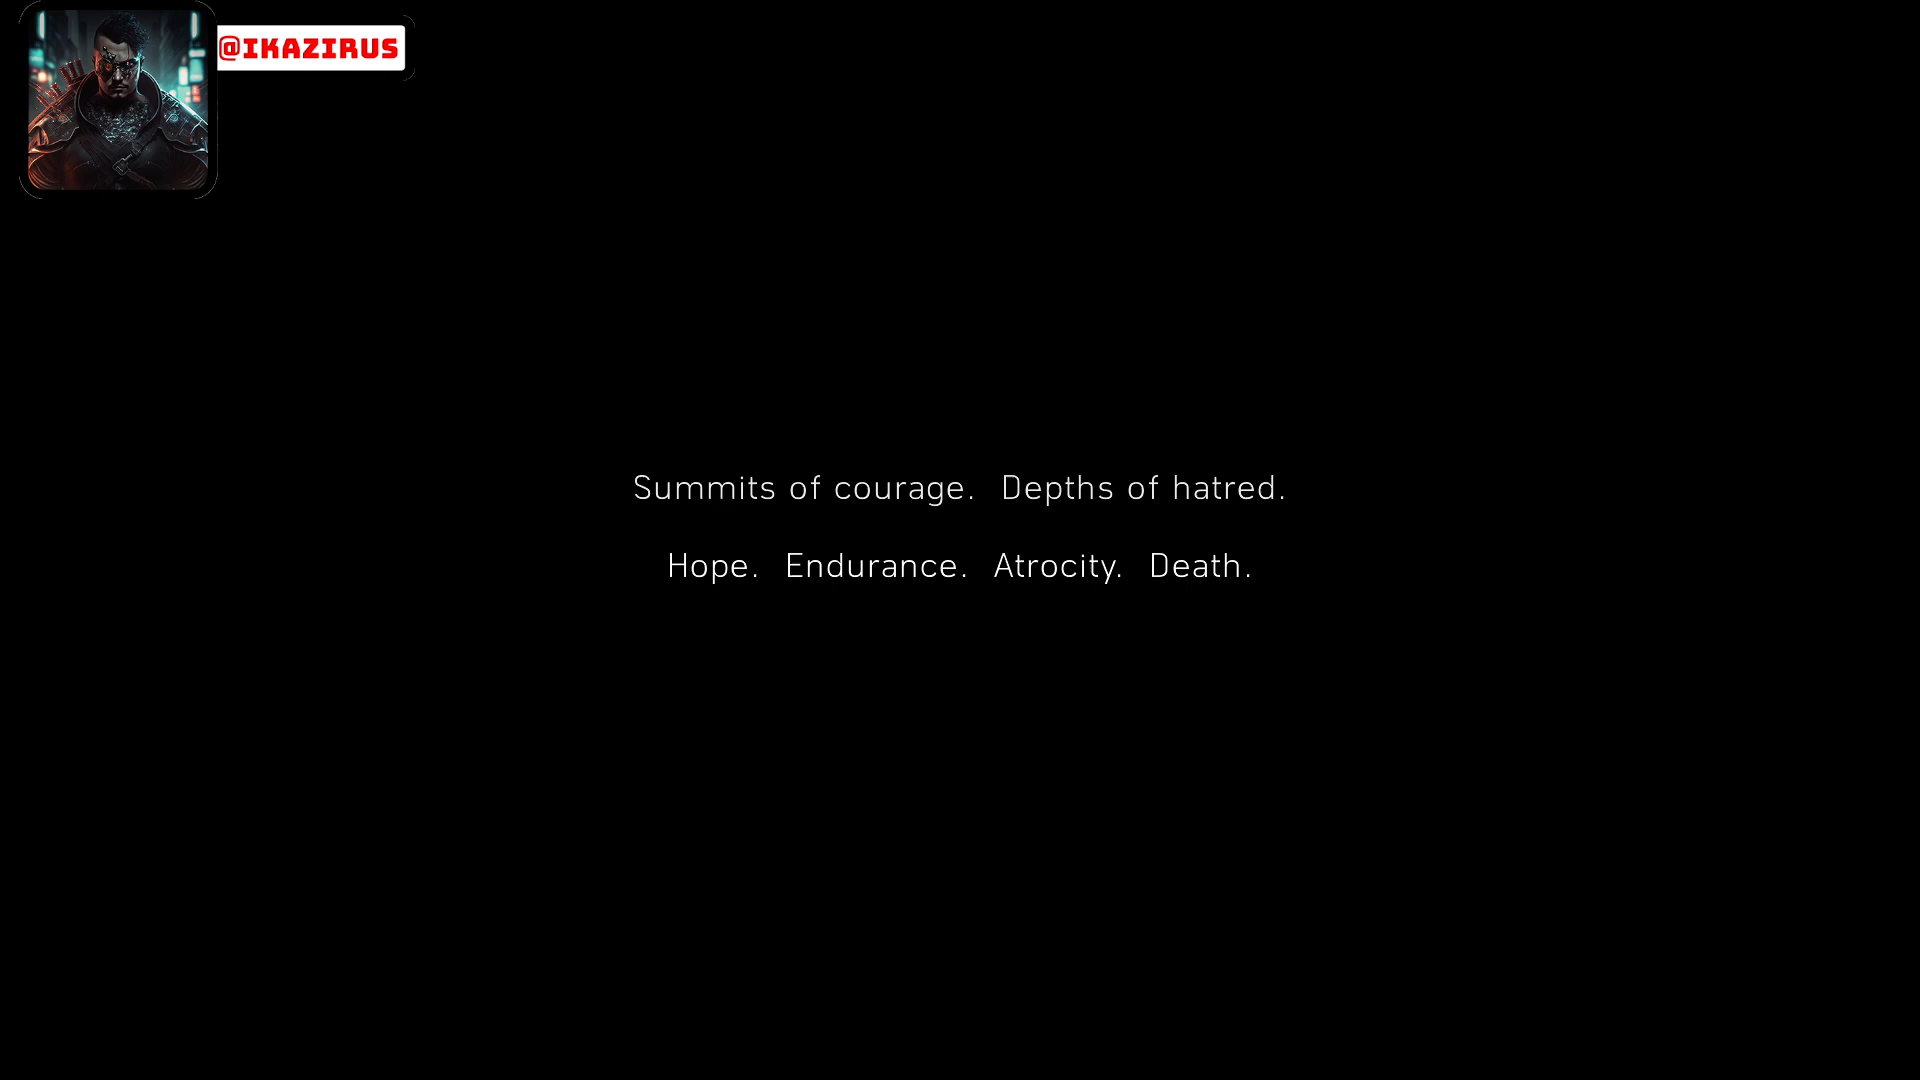 @IKAZIRUS
Summits of courage. Depths of hatred.
Hope. Endurance. Atrocity. Death.